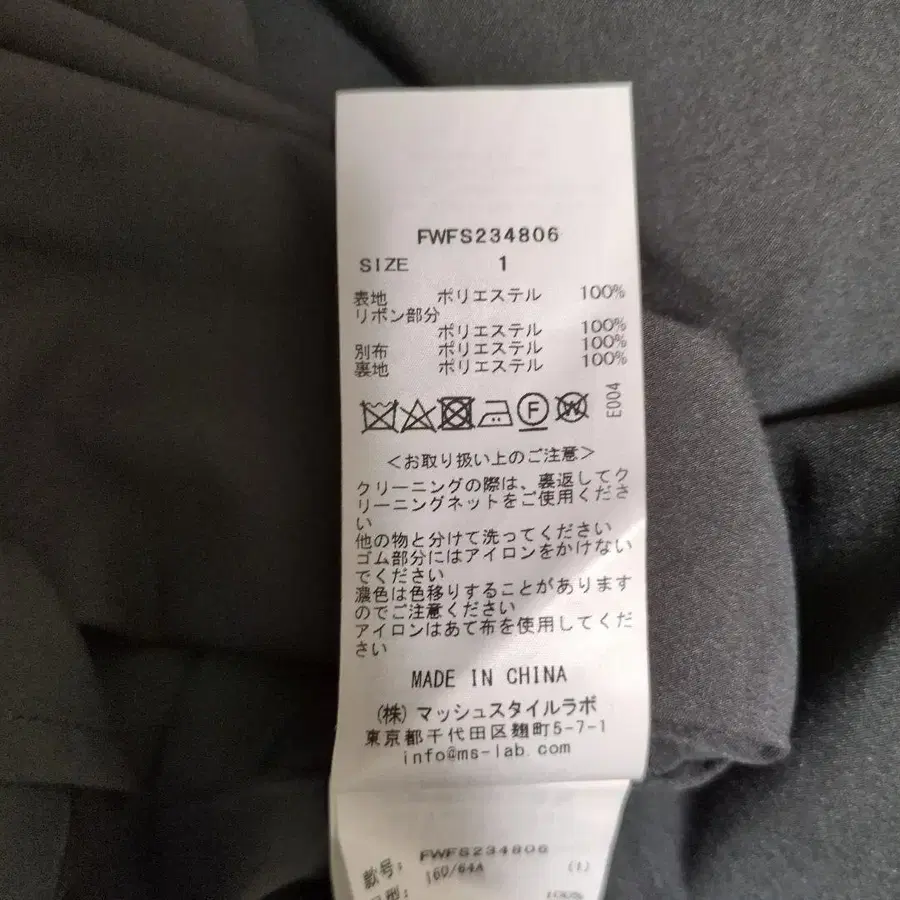 FWFS234806
SIZE 1
表地 ポリエステル 100%
リボン部分
ポリエステル 100%
別布 ポリエステル 100%
裏地 ポリエステル 100%
F W E004
<お取り扱い上のご注意>
クリーニングの際は、裏返してク
リーニングネットをご使用くださ
い
他の物と分けて洗ってください
ゴム部分にはアイロンをかけない
でください
濃色は色移りすることがあります
のでご注意ください
アイロンはあて布を使用してくだ
さい
MADE IN CHINA
(株)マッシュスタイルラボ
東京都千代田区麹町5-7-1
info@ms-lab.com
款号: FWFS234806
160/64A (1)
型: 100%